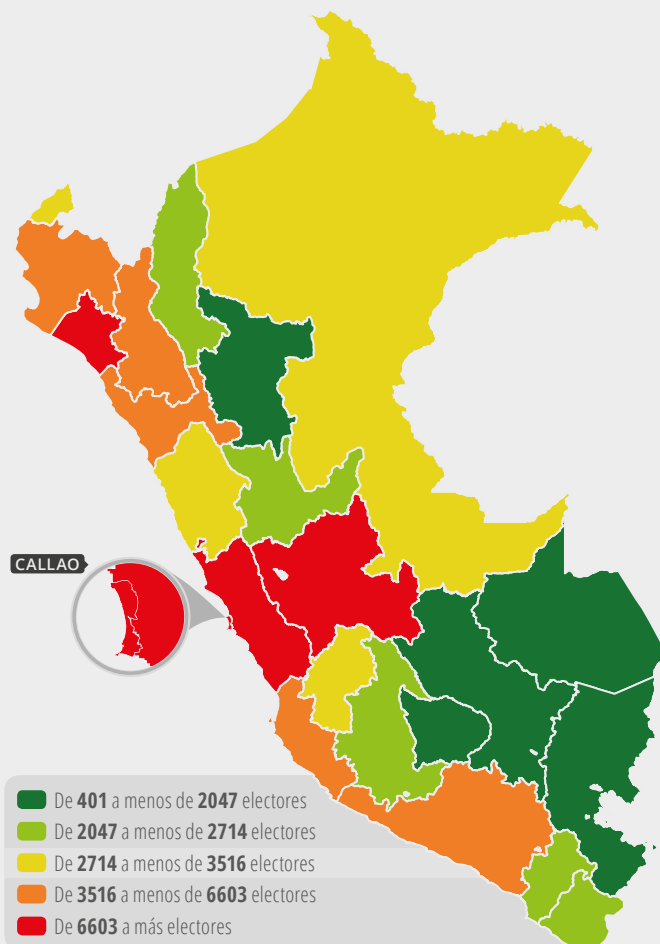 CALLAO
De 401 a menos de 2047 electores
De 2047 a menos de 2714 electores
De 2714 a menos de 3516 electores
De 3516 a menos de 6603 electores
De 6603 a más electores